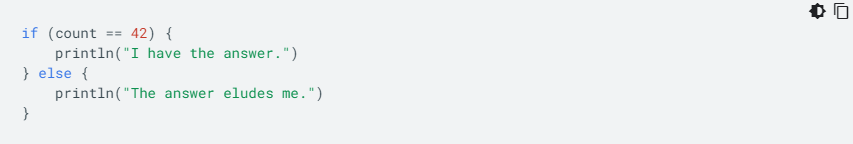 if (count == 42) {
    println("I have the answer.")
} else {
    println("The answer eludes me.")
}